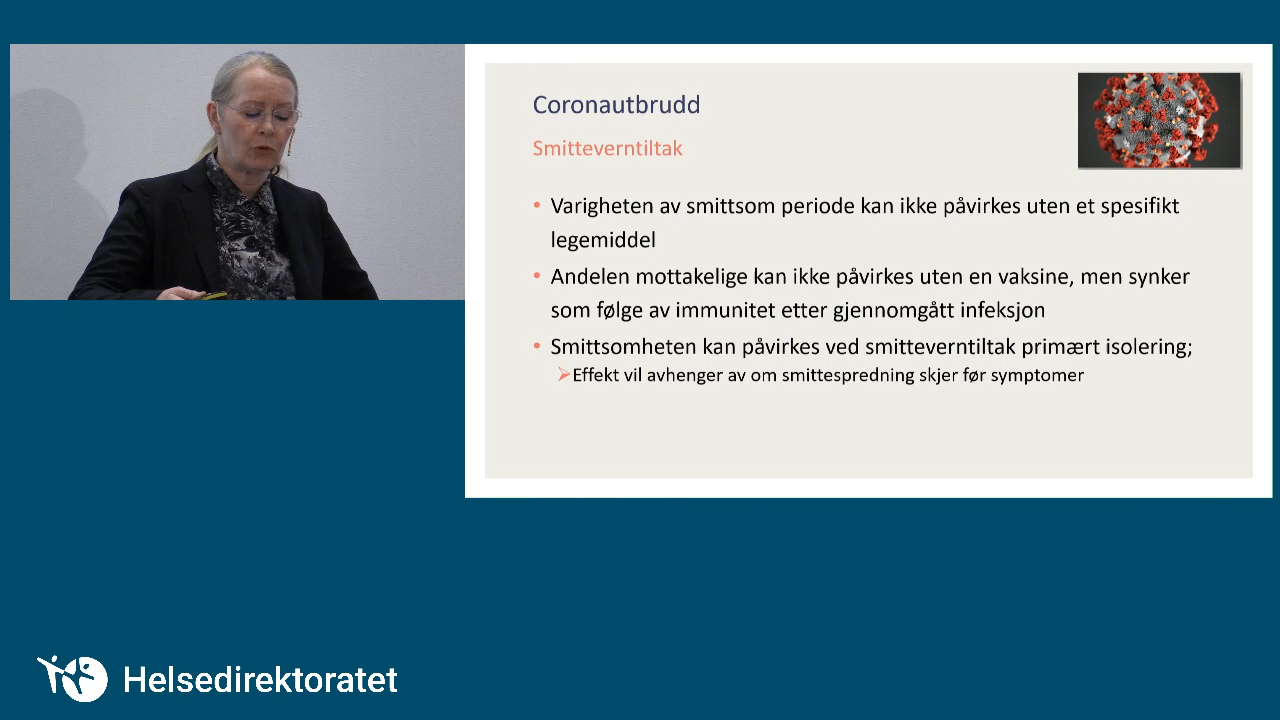 Coronautbrudd
Smitteverntiltak
• Varigheten av smittsom periode kan ikke påvirkes uten et spesifikt
legemiddel
• Andelen mottakelige kan ikke påvirkes uten en vaksine, men synker
som følge av immunitet etter gjennomgått infeksjon
• Smittsomheten kan påvirkes ved smitteverntiltak primært isolering;
➢Effekt vil avhenger av om smittespredning skjer før symptomer
Helsedirektoratet